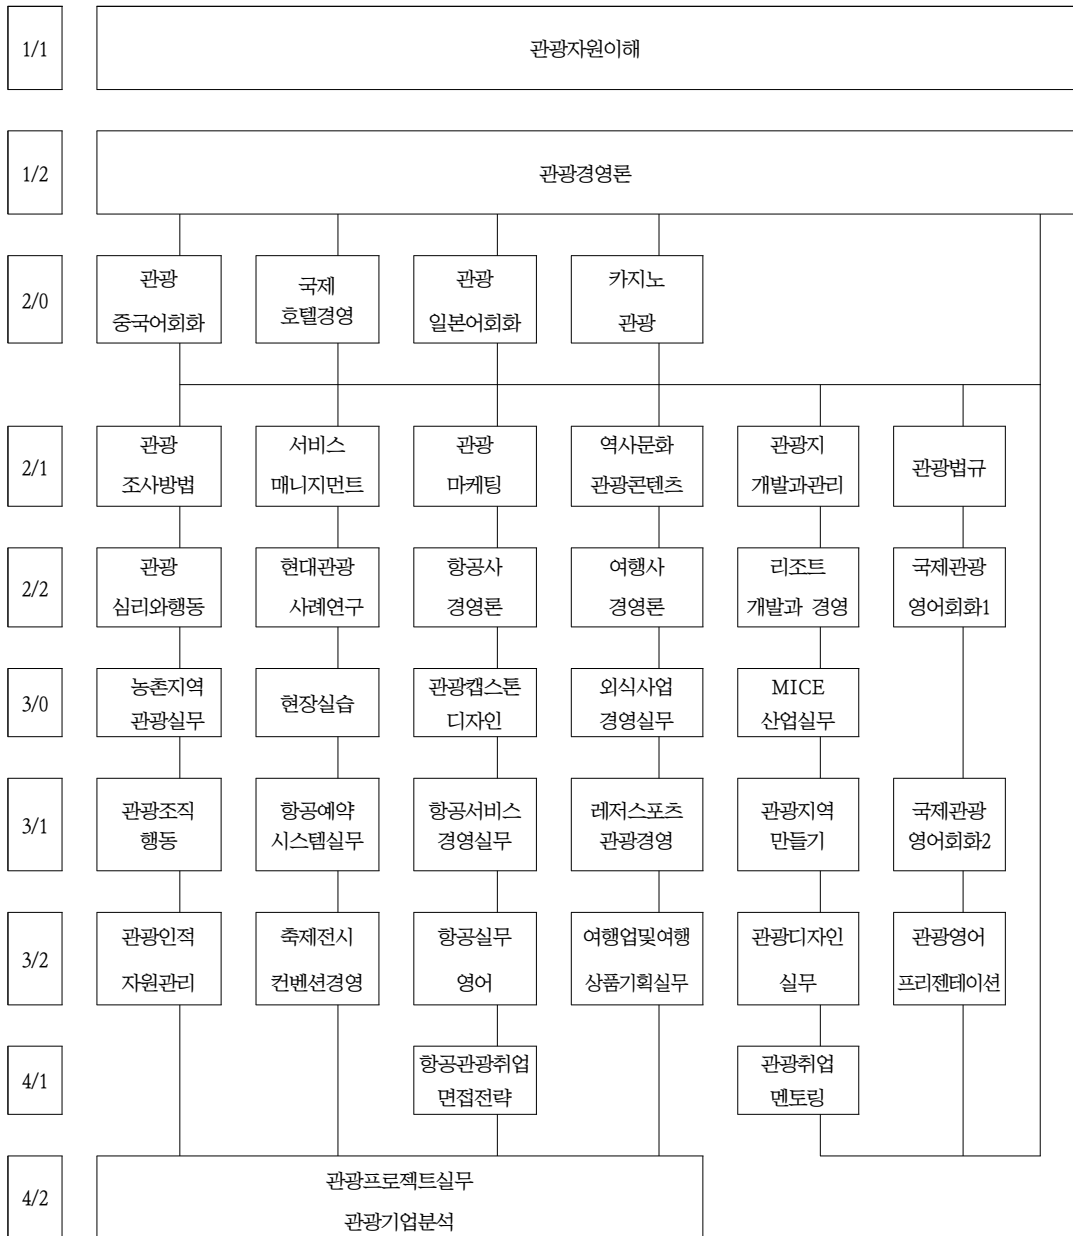 1/1
관광자원이해
1/2
관광경영론
2/0
관광
중국어회화
국제
호텔경영
관광
일본어회화
카지노
관광
2/1
관광
조사방법
서비스
매니지먼트
관광
마케팅
역사문화
관광콘텐츠
관광지
개발과관리
관광법규
2/2
관광
심리와행동
현대관광
사례연구
항공사
경영론
여행사
경영론
리조트
개발과 경영
국제관광
영어회화1
3/0
농촌지역
관광실무
현장실습
관광캡스톤
디자인
외식사업
경영실무
MICE
산업실무
3/1
관광조직
행동
항공예약
시스템실무
항공서비스
경영실무
레저스포츠
관광경영
관광지역
만들기
국제관광
영어회화2
3/2
관광인적
자원관리
축제전시
컨벤션경영
항공실무
영어
여행업및여행
상품기획실무
관광디자인
실무
관광영어
프리젠테이션
4/1
항공관광취업
면접전략
관광취업
멘토링
4/2
관광프로젝트실무
관광기업분석